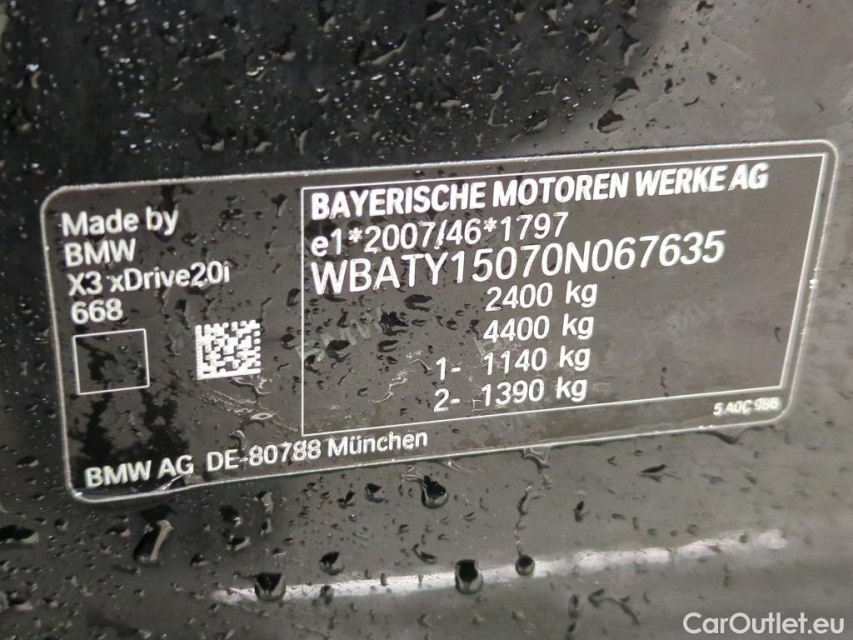 Made by
BMW
X3 xDrive20i
668
BAYERISCHE MOTOREN WERKE AG
e1*2007/46*1797
WBATY15070N067635
2400 kg
4400 kg
1- 1140 kg
2- 1390 kg
5 A0C 986
BMW AG DE-80788 München
CarOutlet.eu